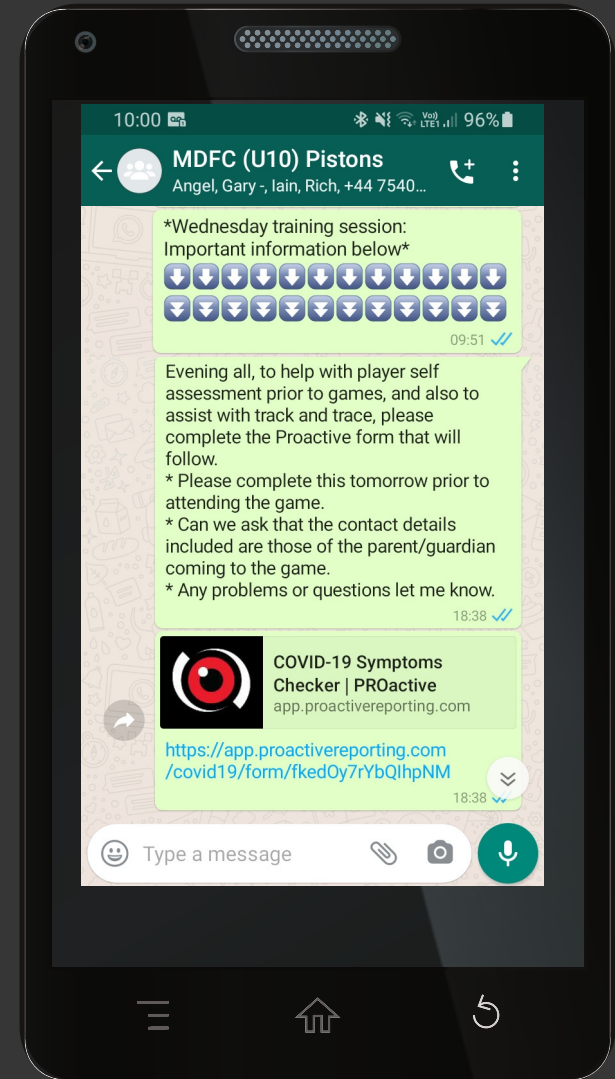 10:00 96%
MDFC (U10) Pistons
Angel, Gary -, Iain, Rich, +44 7540...
*Wednesday training session:
Important information below*
09:51
Evening all, to help with player self
assessment prior to games, and also to
assist with track and trace, please
complete the Proactive form that will
follow.
* Please complete this tomorrow prior to
attending the game.
* Can we ask that the contact details
included are those of the parent/guardian
coming to the game.
* Any problems or questions let me know.
18:38
COVID-19 Symptoms
Checker | PROactive
app.proactivereporting.com
https://app.proactivereporting.com
/covid19/form/fkedOy7rYbQIhpNM
18:38
Type a message